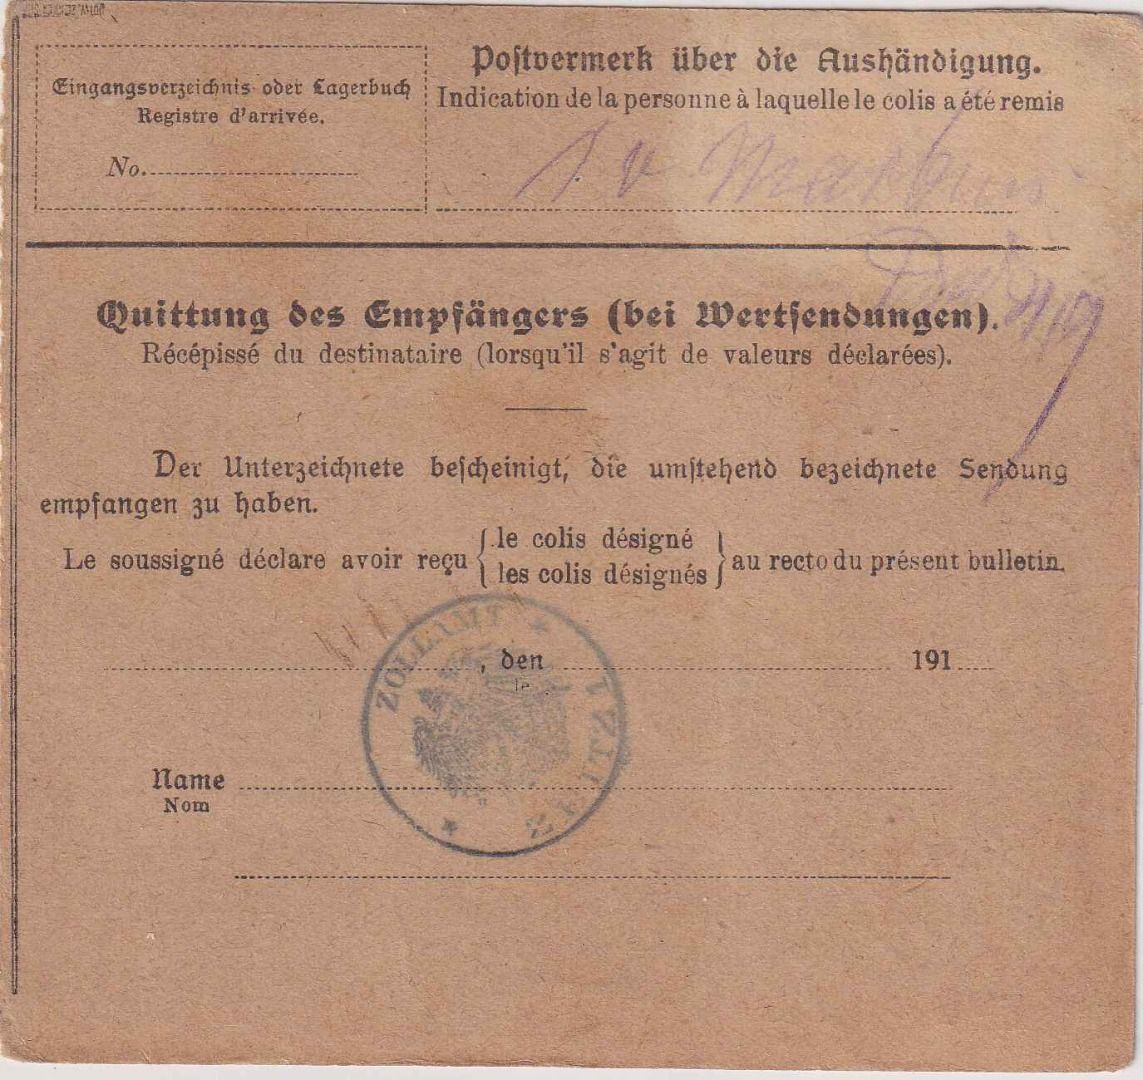 Eingangsverzeichnis oder Lagerbuch
Registre d'arrivée.
No.
Postvermerk über die Aushändigung.
Indication de la personne à laquelle le colis a été remis
Quittung des Empfängers (bei Wertsendungen).
Récépissé du destinataire (lorsqu'il s'agit de valeurs déclarées).
Der Unterzeichnete bescheinigt, die umstehend bezeichnete Sendung
empfangen zu haben.
Le soussigné déclare avoir reçu { le colis désigné
les colis désignés } au recto du présent bulletin.
, den 191
le
ZOLLAMT
Name
Nom